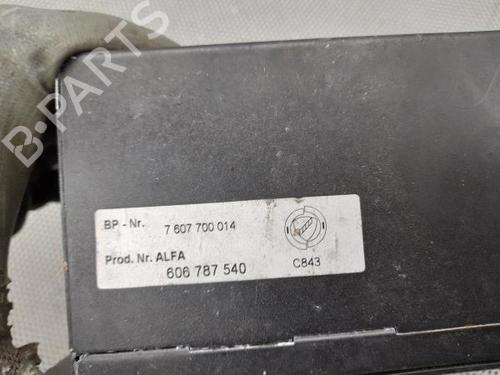 B-PARTS
BP - Nr. 7 607 700 014
Prod. Nr. ALFA
606 787 540
C843